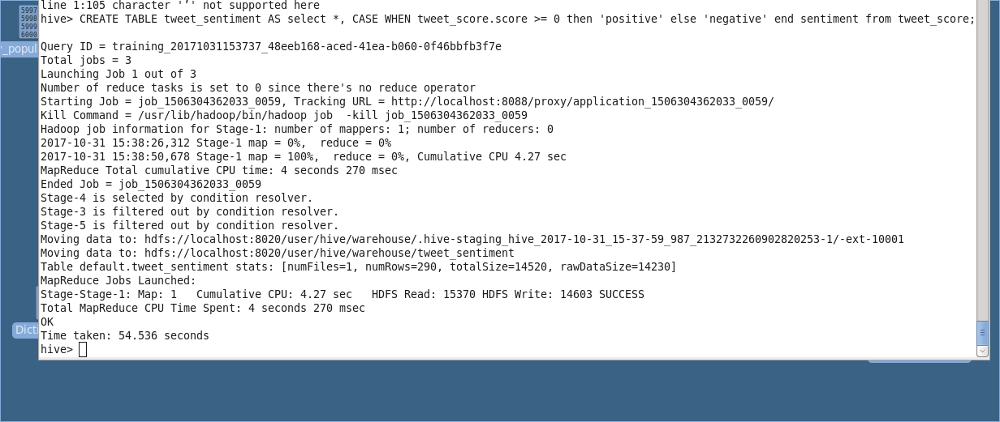 line 1:105 character '’' not supported here
hive> CREATE TABLE tweet_sentiment AS select *, CASE WHEN tweet_score.score >= 0 then 'positive' else 'negative' end sentiment from tweet_score;
5997
5998
5999
6000
_popul
Query ID = training_20171031153737_48eeb168-aced-41ea-b060-0f46bbfb3f7e
Total jobs = 3
Launching Job 1 out of 3
Number of reduce tasks is set to 0 since there's no reduce operator
Starting Job = job_1506304362033_0059, Tracking URL = http://localhost:8088/proxy/application_1506304362033_0059/
Kill Command = /usr/lib/hadoop/bin/hadoop job  -kill job_1506304362033_0059
Hadoop job information for Stage-1: number of mappers: 1; number of reducers: 0
2017-10-31 15:38:26,312 Stage-1 map = 0%,  reduce = 0%
2017-10-31 15:38:50,678 Stage-1 map = 100%,  reduce = 0%, Cumulative CPU 4.27 sec
MapReduce Total cumulative CPU time: 4 seconds 270 msec
Ended Job = job_1506304362033_0059
Stage-4 is selected by condition resolver.
Stage-3 is filtered out by condition resolver.
Stage-5 is filtered out by condition resolver.
Moving data to: hdfs://localhost:8020/user/hive/warehouse/.hive-staging_hive_2017-10-31_15-37-59_987_2132732260902820253-1/-ext-10001
Moving data to: hdfs://localhost:8020/user/hive/warehouse/tweet_sentiment
Table default.tweet_sentiment stats: [numFiles=1, numRows=290, totalSize=14520, rawDataSize=14230]
MapReduce Jobs Launched:
Stage-Stage-1: Map: 1   Cumulative CPU: 4.27 sec   HDFS Read: 15370 HDFS Write: 14603 SUCCESS
Total MapReduce CPU Time Spent: 4 seconds 270 msec
OK
Dicti
Time taken: 54.536 seconds
hive>